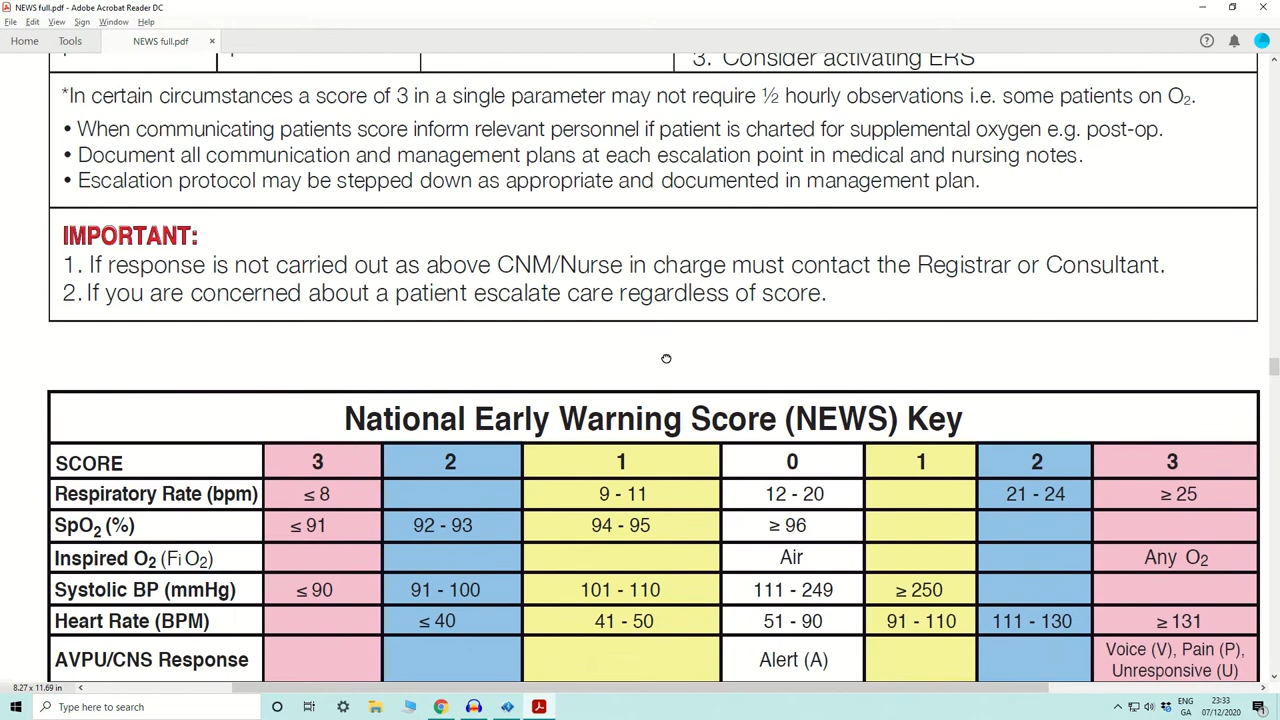 NEWS full.pdf - Adobe Acrobat Reader DC
File Edit View Sign Window Help
Home Tools NEWS full.pdf ×
3. Consider activating ERS
*In certain circumstances a score of 3 in a single parameter may not require ½ hourly observations i.e. some patients on O₂.
• When communicating patients score inform relevant personnel if patient is charted for supplemental oxygen e.g. post-op.
• Document all communication and management plans at each escalation point in medical and nursing notes.
• Escalation protocol may be stepped down as appropriate and documented in management plan.
IMPORTANT:
1. If response is not carried out as above CNM/Nurse in charge must contact the Registrar or Consultant.
2. If you are concerned about a patient escalate care regardless of score.
National Early Warning Score (NEWS) Key
SCORE 3 2 1 0 1 2 3
Respiratory Rate (bpm) ≤ 8 9 - 11 12 - 20 21 - 24 ≥ 25
SpO₂ (%) ≤ 91 92 - 93 94 - 95 ≥ 96
Inspired O₂ (Fi O₂) Air Any O₂
Systolic BP (mmHg) ≤ 90 91 - 100 101 - 110 111 - 249 ≥ 250
Heart Rate (BPM) ≤ 40 41 - 50 51 - 90 91 - 110 111 - 130 ≥ 131
AVPU/CNS Response Alert (A) Voice (V), Pain (P),
Unresponsive (U)
8.27 x 11.69 in
Type here to search
ENG
GA
23:33
07/12/2020
1